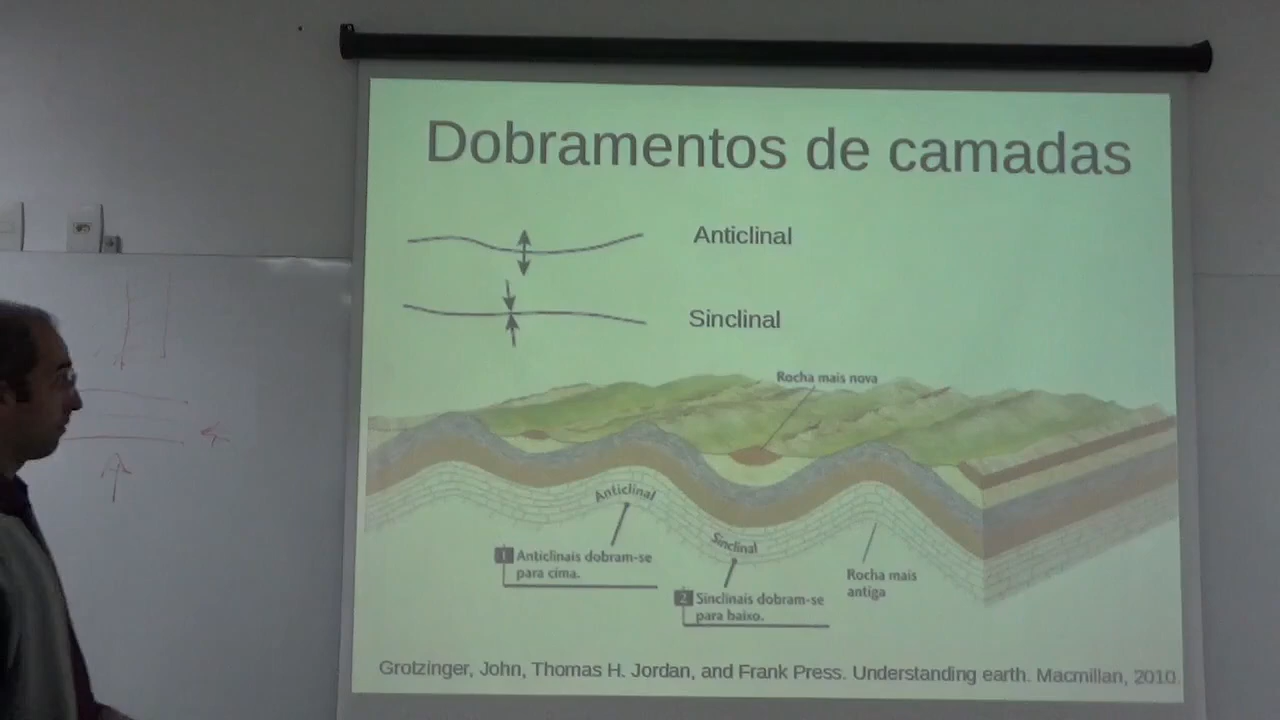 Dobramentos de camadas
Anticlinal
Sinclinal
Rocha mais nova
Anticlinal
Sinclinal
1 Anticlinais dobram-se
para cima.
2 Sinclinais dobram-se
para baixo.
Rocha mais
antiga
Grotzinger, John, Thomas H. Jordan, and Frank Press. Understanding earth. Macmillan, 2010.